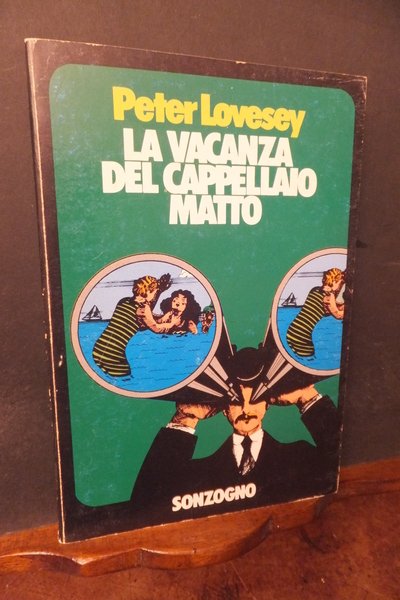 Peter Lovesey
LA VACANZA
DEL CAPPELLAIO
MATTO
SONZOGNO